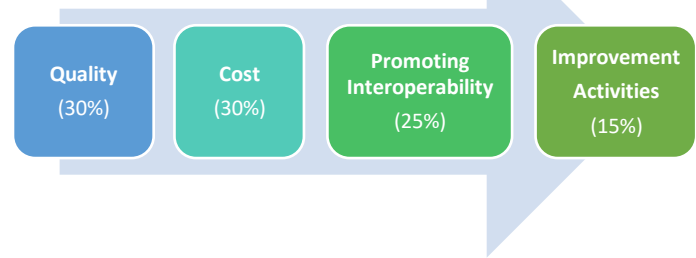 Quality
(30%)
Cost
(30%)
Promoting
Interoperability
(25%)
Improvement
Activities
(15%)